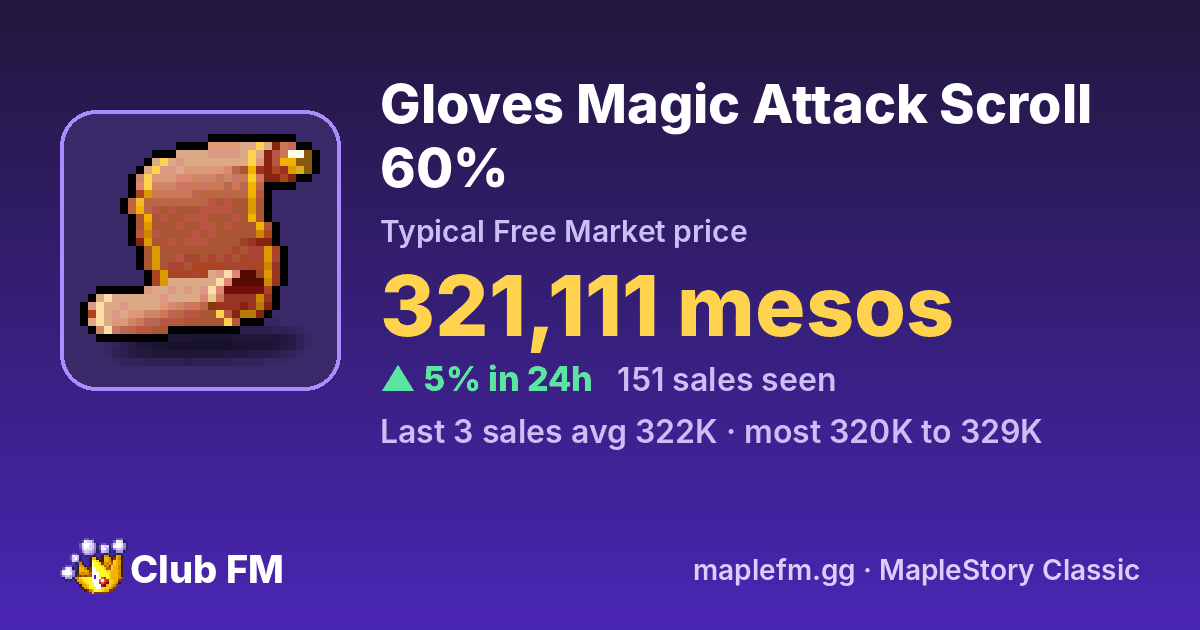 Gloves Magic Attack Scroll
60%
Typical Free Market price
321,111 mesos
▲ 5% in 24h 151 sales seen
Last 3 sales avg 322K · most 320K to 329K
Club FM
maplefm.gg · MapleStory Classic